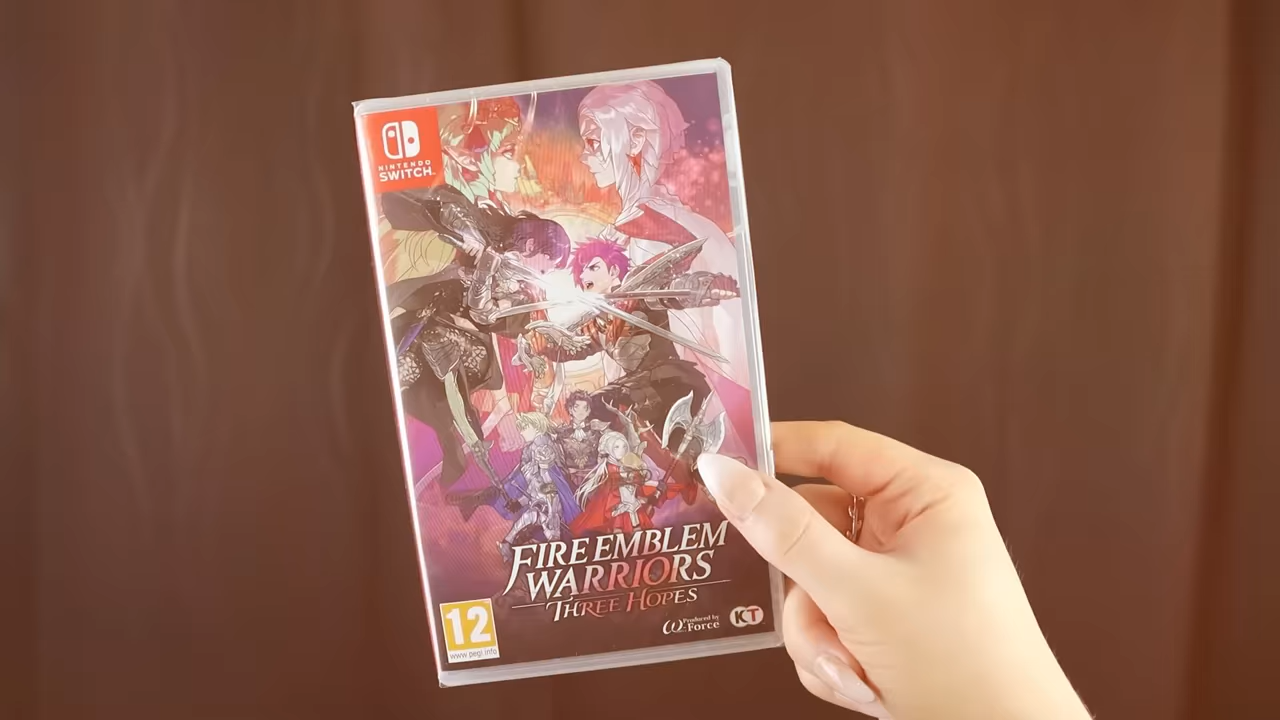 NINTENDO
SWITCH
FIRE EMBLEM
WARRIORS
THREE HOPES
12
www.pegi.info
Produced by
ω-Force
KT